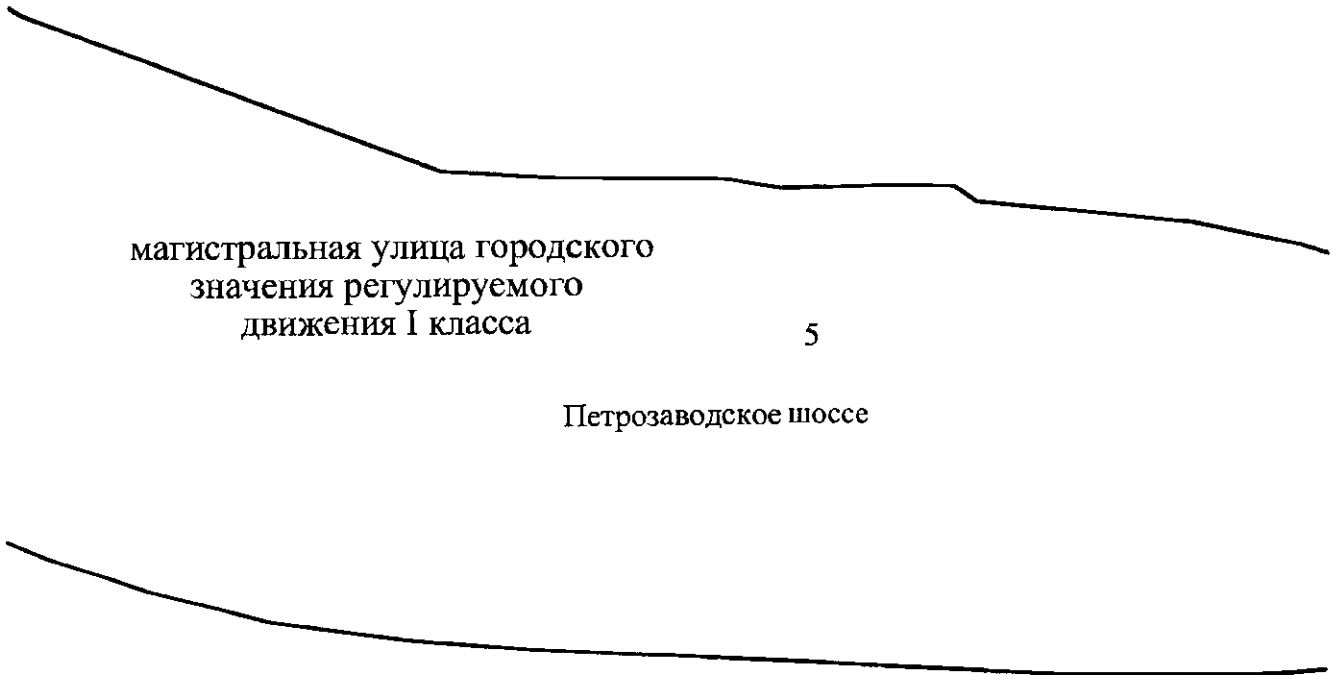 магистральная улица городского
значения регулируемого
движения I класса
5
Петрозаводское шоссе